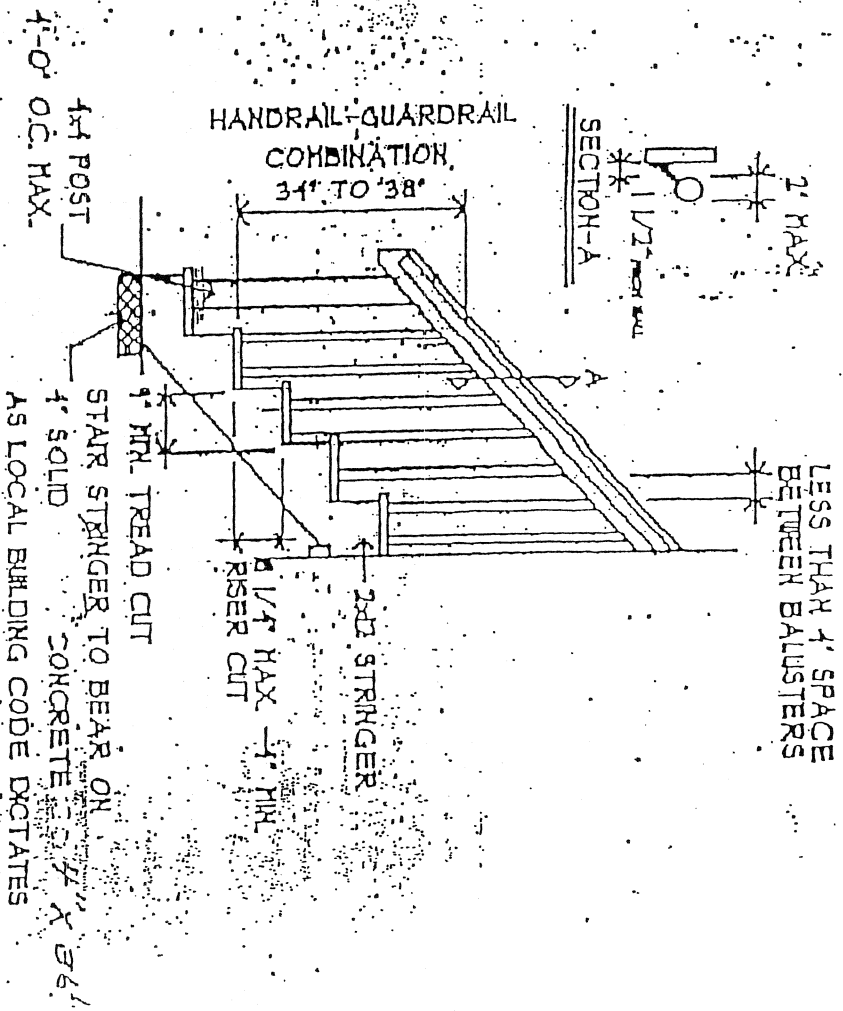 HANDRAIL-GUARDRAIL
COMBINATION
34" TO 38"
2" MAX
1 1/2"
SECTION-A
A
LESS THAN 4" SPACE
BETWEEN BALUSTERS
2x12 STRINGER
1/4" MAX. 4" MIN.
RISER CUT
9" MIN. TREAD CUT
STAIR STRINGER TO BEAR ON
4" SOLID CONCRETE
AS LOCAL BUILDING CODE DICTATES
4x4 POST
4'-0" O.C. MAX.